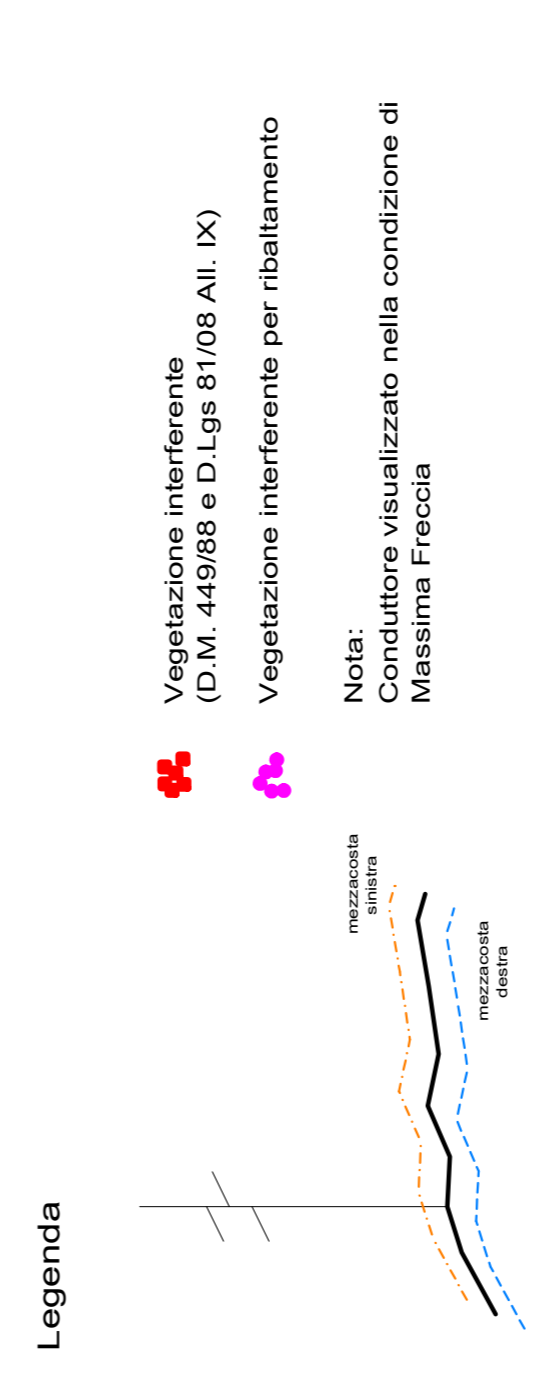 Legenda
mezzacosta
sinistra
mezzacosta
destra
Vegetazione interferente
(D.M. 449/88 e D.Lgs 81/08 All. IX)
Vegetazione interferente per ribaltamento
Nota:
Conduttore visualizzato nella condizione di
Massima Freccia